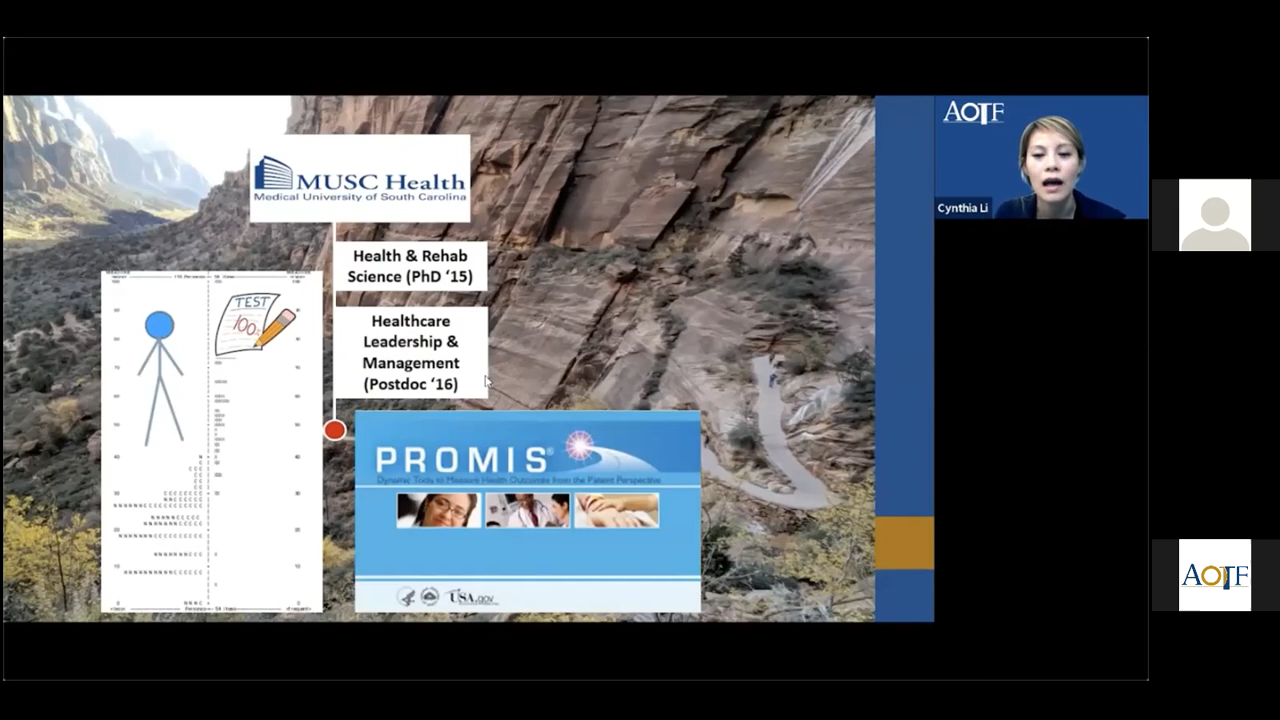 MUSC Health
Medical University of South Carolina
Health & Rehab
Science (PhD ‘15)
Healthcare
Leadership &
Management
(Postdoc ‘16)
TEST
100
PROMIS®
Dynamic Tools to Measure Health Outcomes from the Patient Perspective
USA.gov
AOTF
Cynthia Li
AOTF